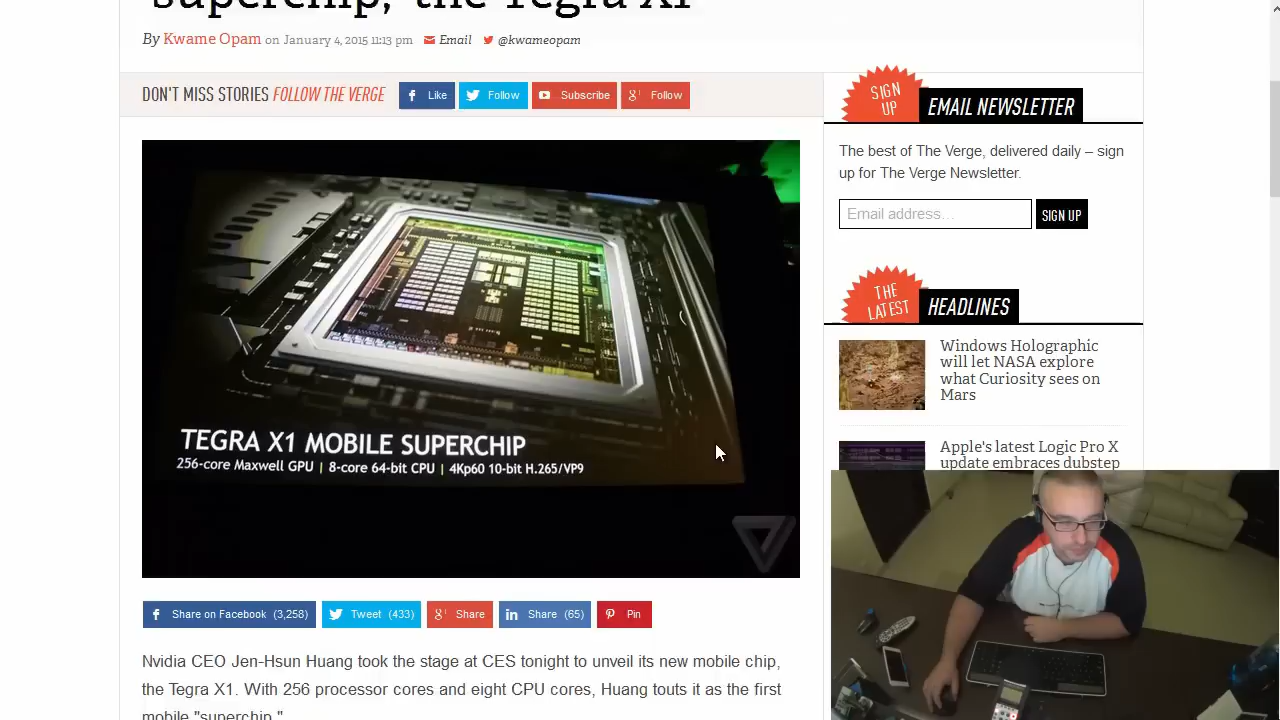 "superchip," the Tegra X1
By Kwame Opam on January 4, 2015 11:13 pm Email @kwameopam
DON'T MISS STORIES FOLLOW THE VERGE
Like
Follow
Subscribe
Follow
TEGRA X1 MOBILE SUPERCHIP
256-core Maxwell GPU | 8-core 64-bit CPU | 4Kp60 10-bit H.265/VP9
Share on Facebook (3,258)
Tweet (433)
Share
Share (65)
Pin
Nvidia CEO Jen-Hsun Huang took the stage at CES tonight to unveil its new mobile chip,
the Tegra X1. With 256 processor cores and eight CPU cores, Huang touts it as the first
mobile "superchip."
SIGN
UP
EMAIL NEWSLETTER
The best of The Verge, delivered daily – sign
up for The Verge Newsletter.
Email address…
SIGN UP
THE
LATEST
HEADLINES
Windows Holographic
will let NASA explore
what Curiosity sees on
Mars
Apple's latest Logic Pro X
update embraces dubstep